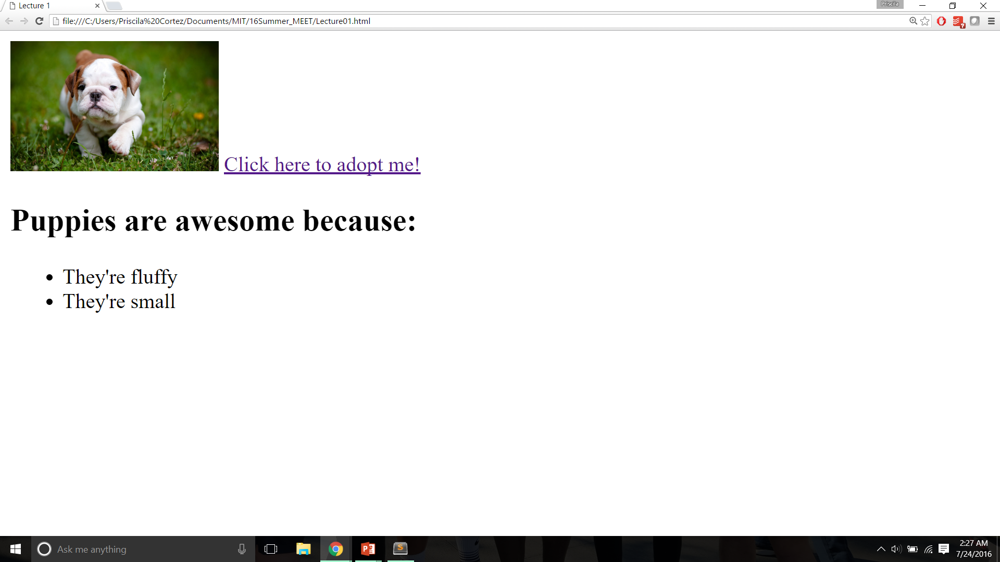 Lecture 1
Priscila
file:///C:/Users/Priscila%20Cortez/Documents/MIT/16Summer_MEET/Lecture01.html
Click here to adopt me!
Puppies are awesome because:
• They're fluffy
• They're small
Ask me anything
2:27 AM
7/24/2016